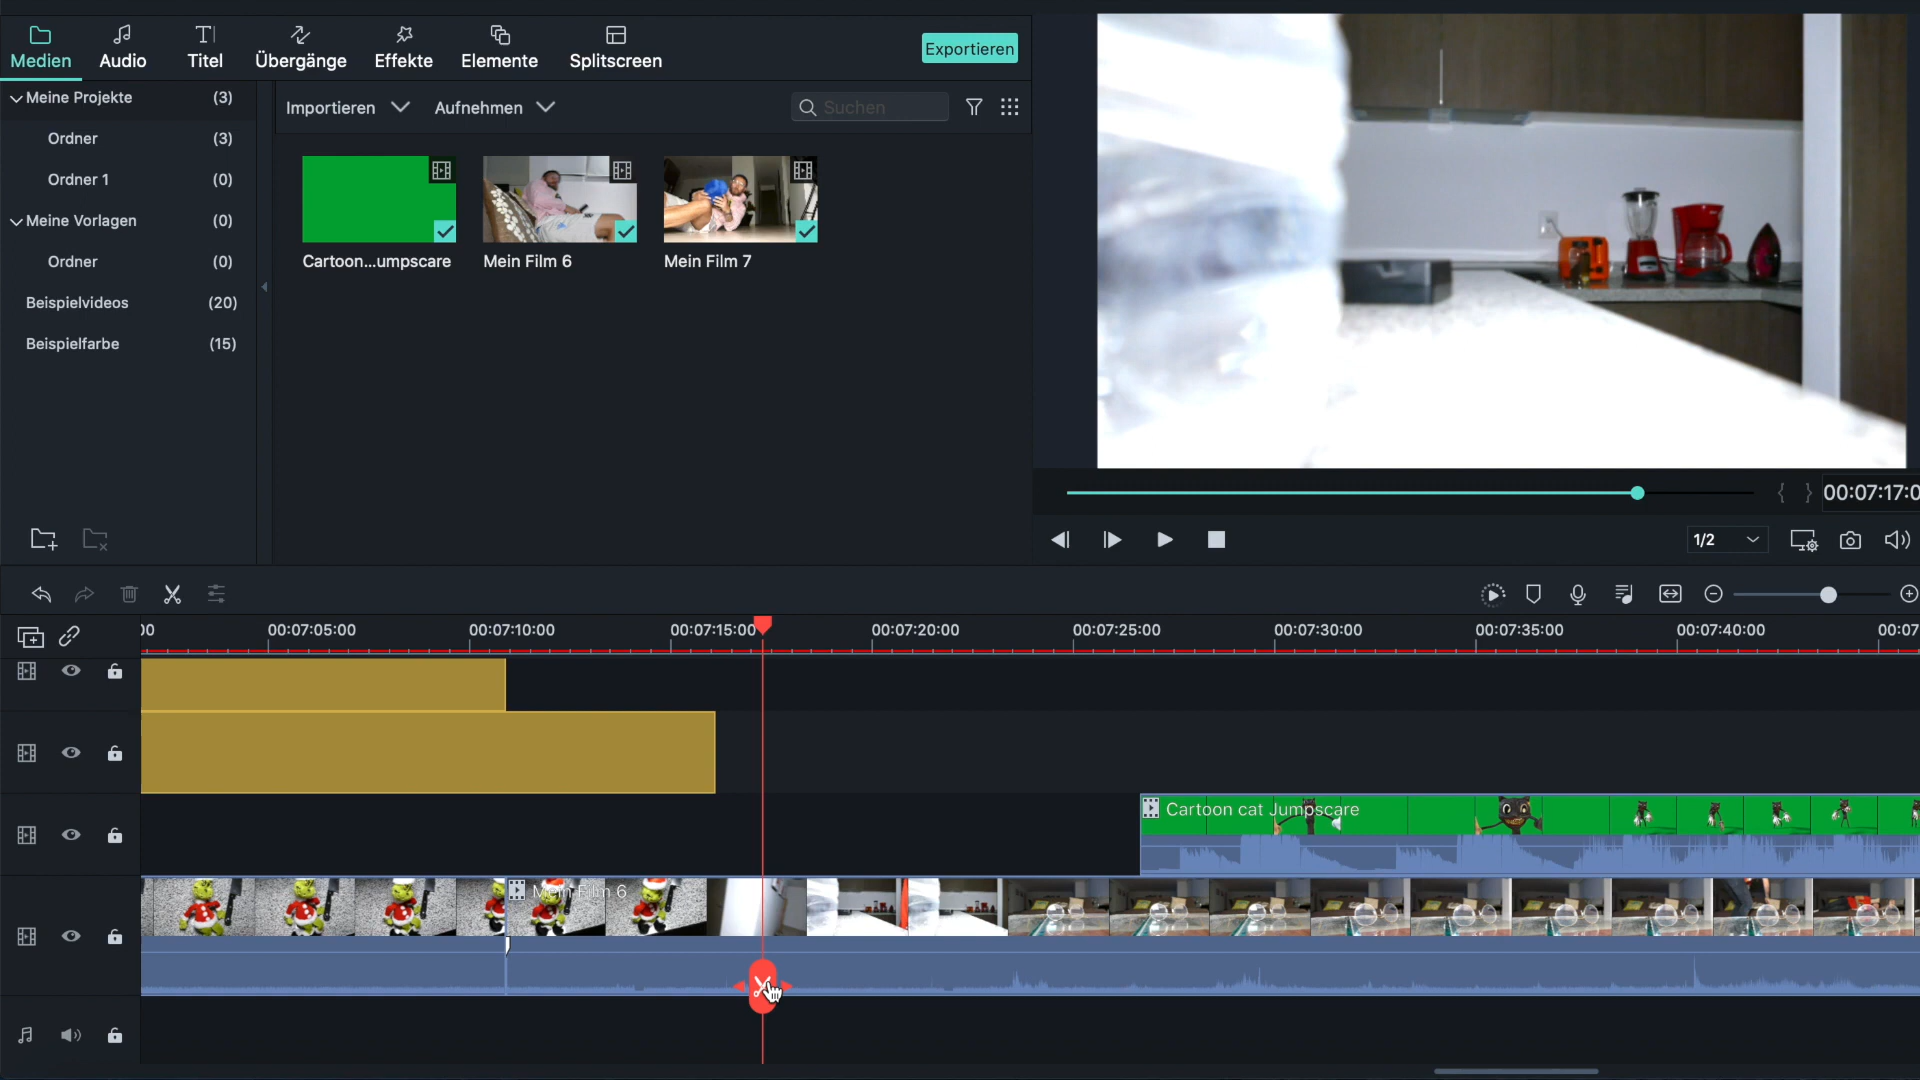 Medien Audio Titel Übergänge Effekte Elemente Splitscreen Exportieren
Meine Projekte (3)
Ordner (3)
Ordner 1 (0)
Meine Vorlagen (0)
Ordner (0)
Beispielvideos (20)
Beispielfarbe (15)
Importieren Aufnehmen Suchen
Cartoon...umpscare Mein Film 6 Mein Film 7
00:07:17:0
1/2
00 00:07:05:00 00:07:10:00 00:07:15:00 00:07:20:00 00:07:25:00 00:07:30:00 00:07:35:00 00:07:40:00 00:07
Cartoon cat Jumpscare
Mein Film 6